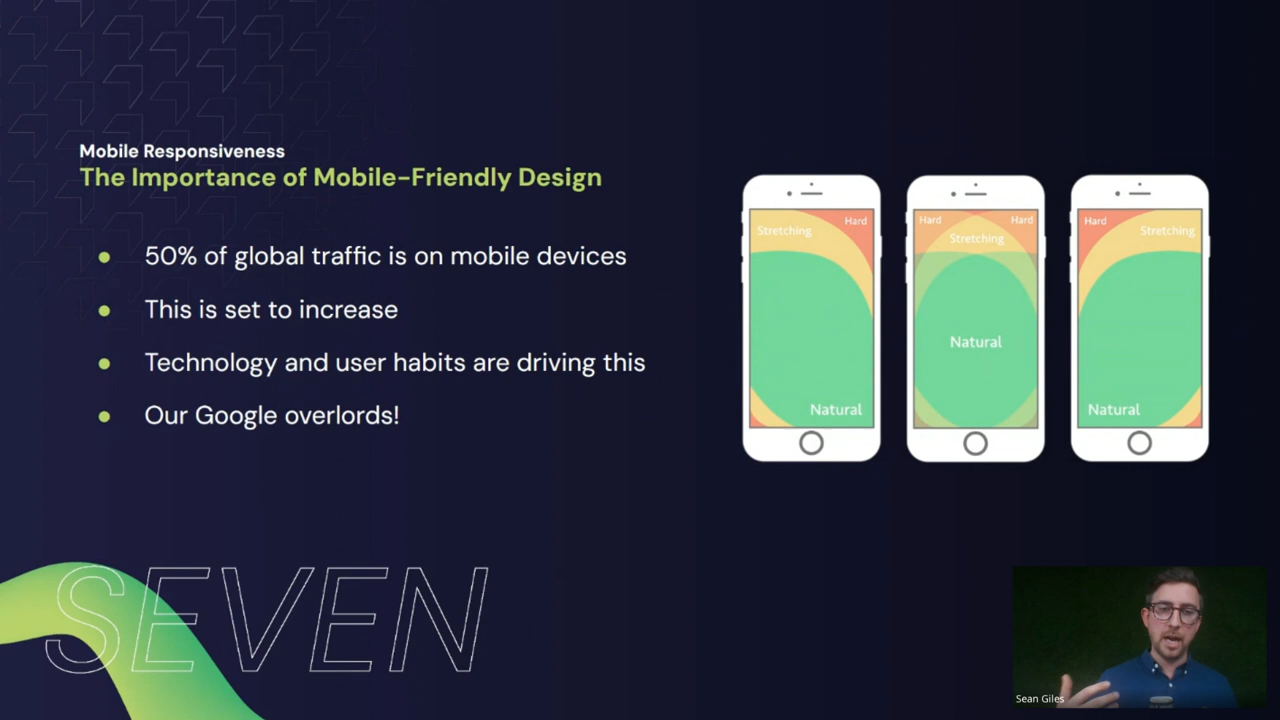 Mobile Responsiveness
The Importance of Mobile-Friendly Design
● 50% of global traffic is on mobile devices
● This is set to increase
● Technology and user habits are driving this
● Our Google overlords!
Hard
Stretching
Natural
Hard Hard
Stretching
Natural
Hard
Stretching
Natural
SEVEN
Sean Giles